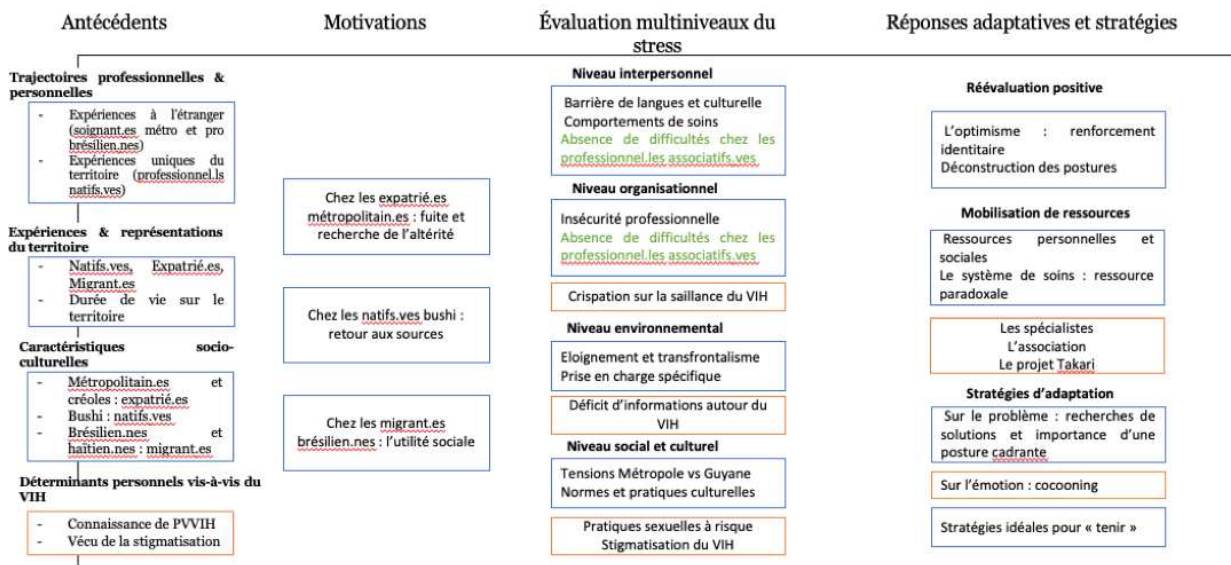 Antécédents
Motivations
Évaluation multiniveaux du
stress
Réponses adaptatives et stratégies
Trajectoires professionnelles &
personnelles
- Expériences à l'étranger
(soignant.es métro et pro
brésilien.nes)
- Expériences uniques du
territoire (professionnel.ls
natifs.ves)
Expériences & représentations
du territoire
- Natifs.ves, Expatrié.es,
Migrant.es
- Durée de vie sur le
territoire
Caractéristiques socio-
culturelles
- Métropolitain.es et
créoles : expatrié.es
- Bushi : natifs.ves
- Brésilien.nes et
haïtien.nes : migrant.es
Déterminants personnels vis-à-vis du
VIH
- Connaissance de PVVIH
- Vécu de la stigmatisation
Chez les expatrié.es
métropolitain.es : fuite et
recherche de l'altérité
Chez les natifs.ves bushi :
retour aux sources
Chez les migrant.es
brésilien.nes : l'utilité sociale
Niveau interpersonnel
Barrière de langues et culturelle
Comportements de soins
Absence de difficultés chez les
professionnel.les associatifs.ves
Niveau organisationnel
Insécurité professionnelle
Absence de difficultés chez les
professionnel.les associatifs.ves
Crispation sur la saillance du VIH
Niveau environnemental
Eloignement et transfrontalisme
Prise en charge spécifique
Déficit d'informations autour du
VIH
Niveau social et culturel
Tensions Métropole vs Guyane
Normes et pratiques culturelles
Pratiques sexuelles à risque
Stigmatisation du VIH
Réévaluation positive
L'optimisme : renforcement
identitaire
Déconstruction des postures
Mobilisation de ressources
Ressources personnelles et
sociales
Le système de soins : ressource
paradoxale
Les spécialistes
L'association
Le projet Takari
Stratégies d'adaptation
Sur le problème : recherches de
solutions et importance d'une
posture cadrante
Sur l'émotion : cocooning
Stratégies idéales pour « tenir »